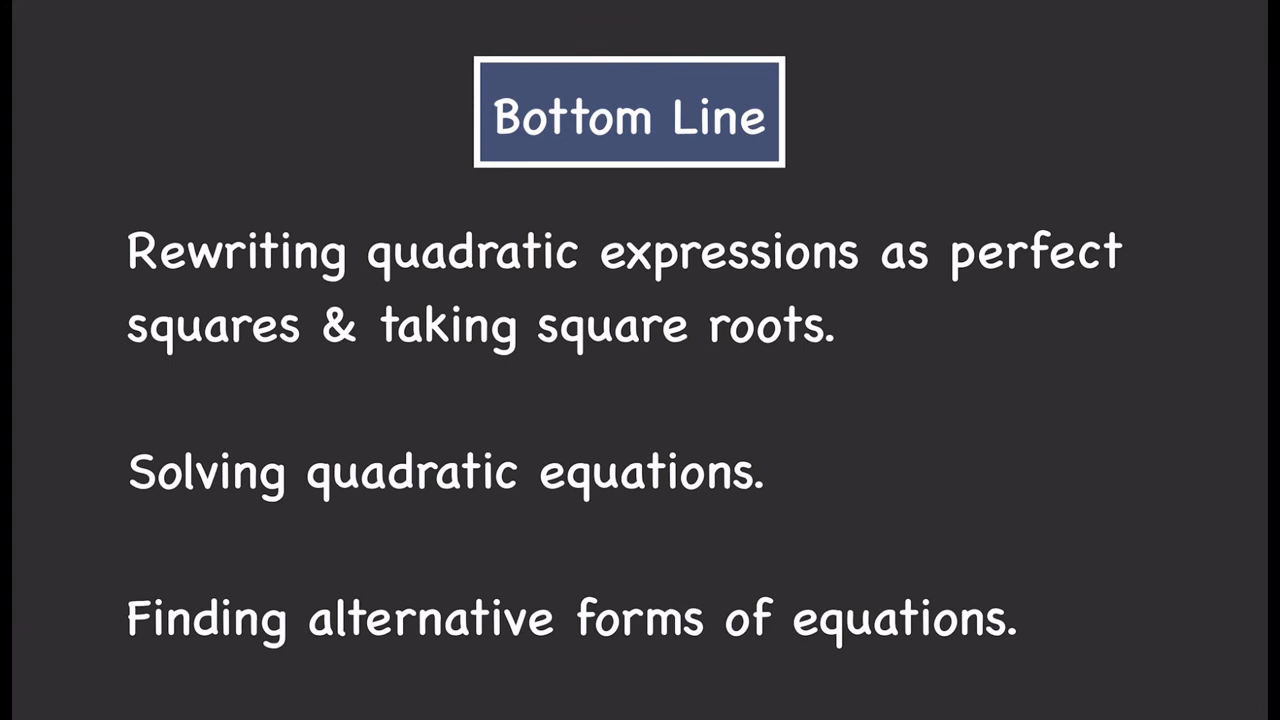 Bottom Line
Rewriting quadratic expressions as perfect
squares & taking square roots.
Solving quadratic equations.
Finding alternative forms of equations.